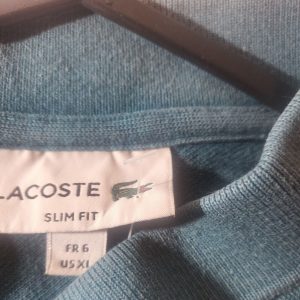 LACOSTE
SLIM FIT
FR 6
US XL